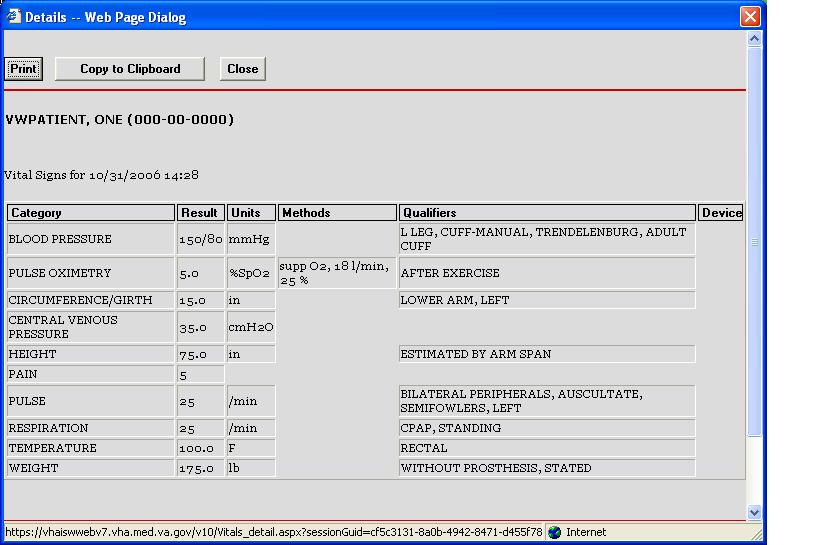 Details -- Web Page Dialog
Print Copy to Clipboard Close
VWPATIENT, ONE (000-00-0000)
Vital Signs for 10/31/2006 14:28
Category Result Units Methods Qualifiers Device
BLOOD PRESSURE 150/80 mmHg L LEG, CUFF-MANUAL, TRENDELENBURG, ADULT
CUFF
PULSE OXIMETRY 5.0 %SpO2 supp O2, 18 l/min,
25 % AFTER EXERCISE
CIRCUMFERENCE/GIRTH 15.0 in LOWER ARM, LEFT
CENTRAL VENOUS
PRESSURE 35.0 cmH2O
HEIGHT 75.0 in ESTIMATED BY ARM SPAN
PAIN 5
PULSE 25 /min BILATERAL PERIPHERALS, AUSCULTATE,
SEMIFOWLERS, LEFT
RESPIRATION 25 /min CPAP, STANDING
TEMPERATURE 100.0 F RECTAL
WEIGHT 175.0 lb WITHOUT PROSTHESIS, STATED
https://vhaiswwebv7.vha.med.va.gov/v10/Vitals_detail.aspx?sessionGuid=cf5c3131-8a0b-4942-8471-d455f78 Internet